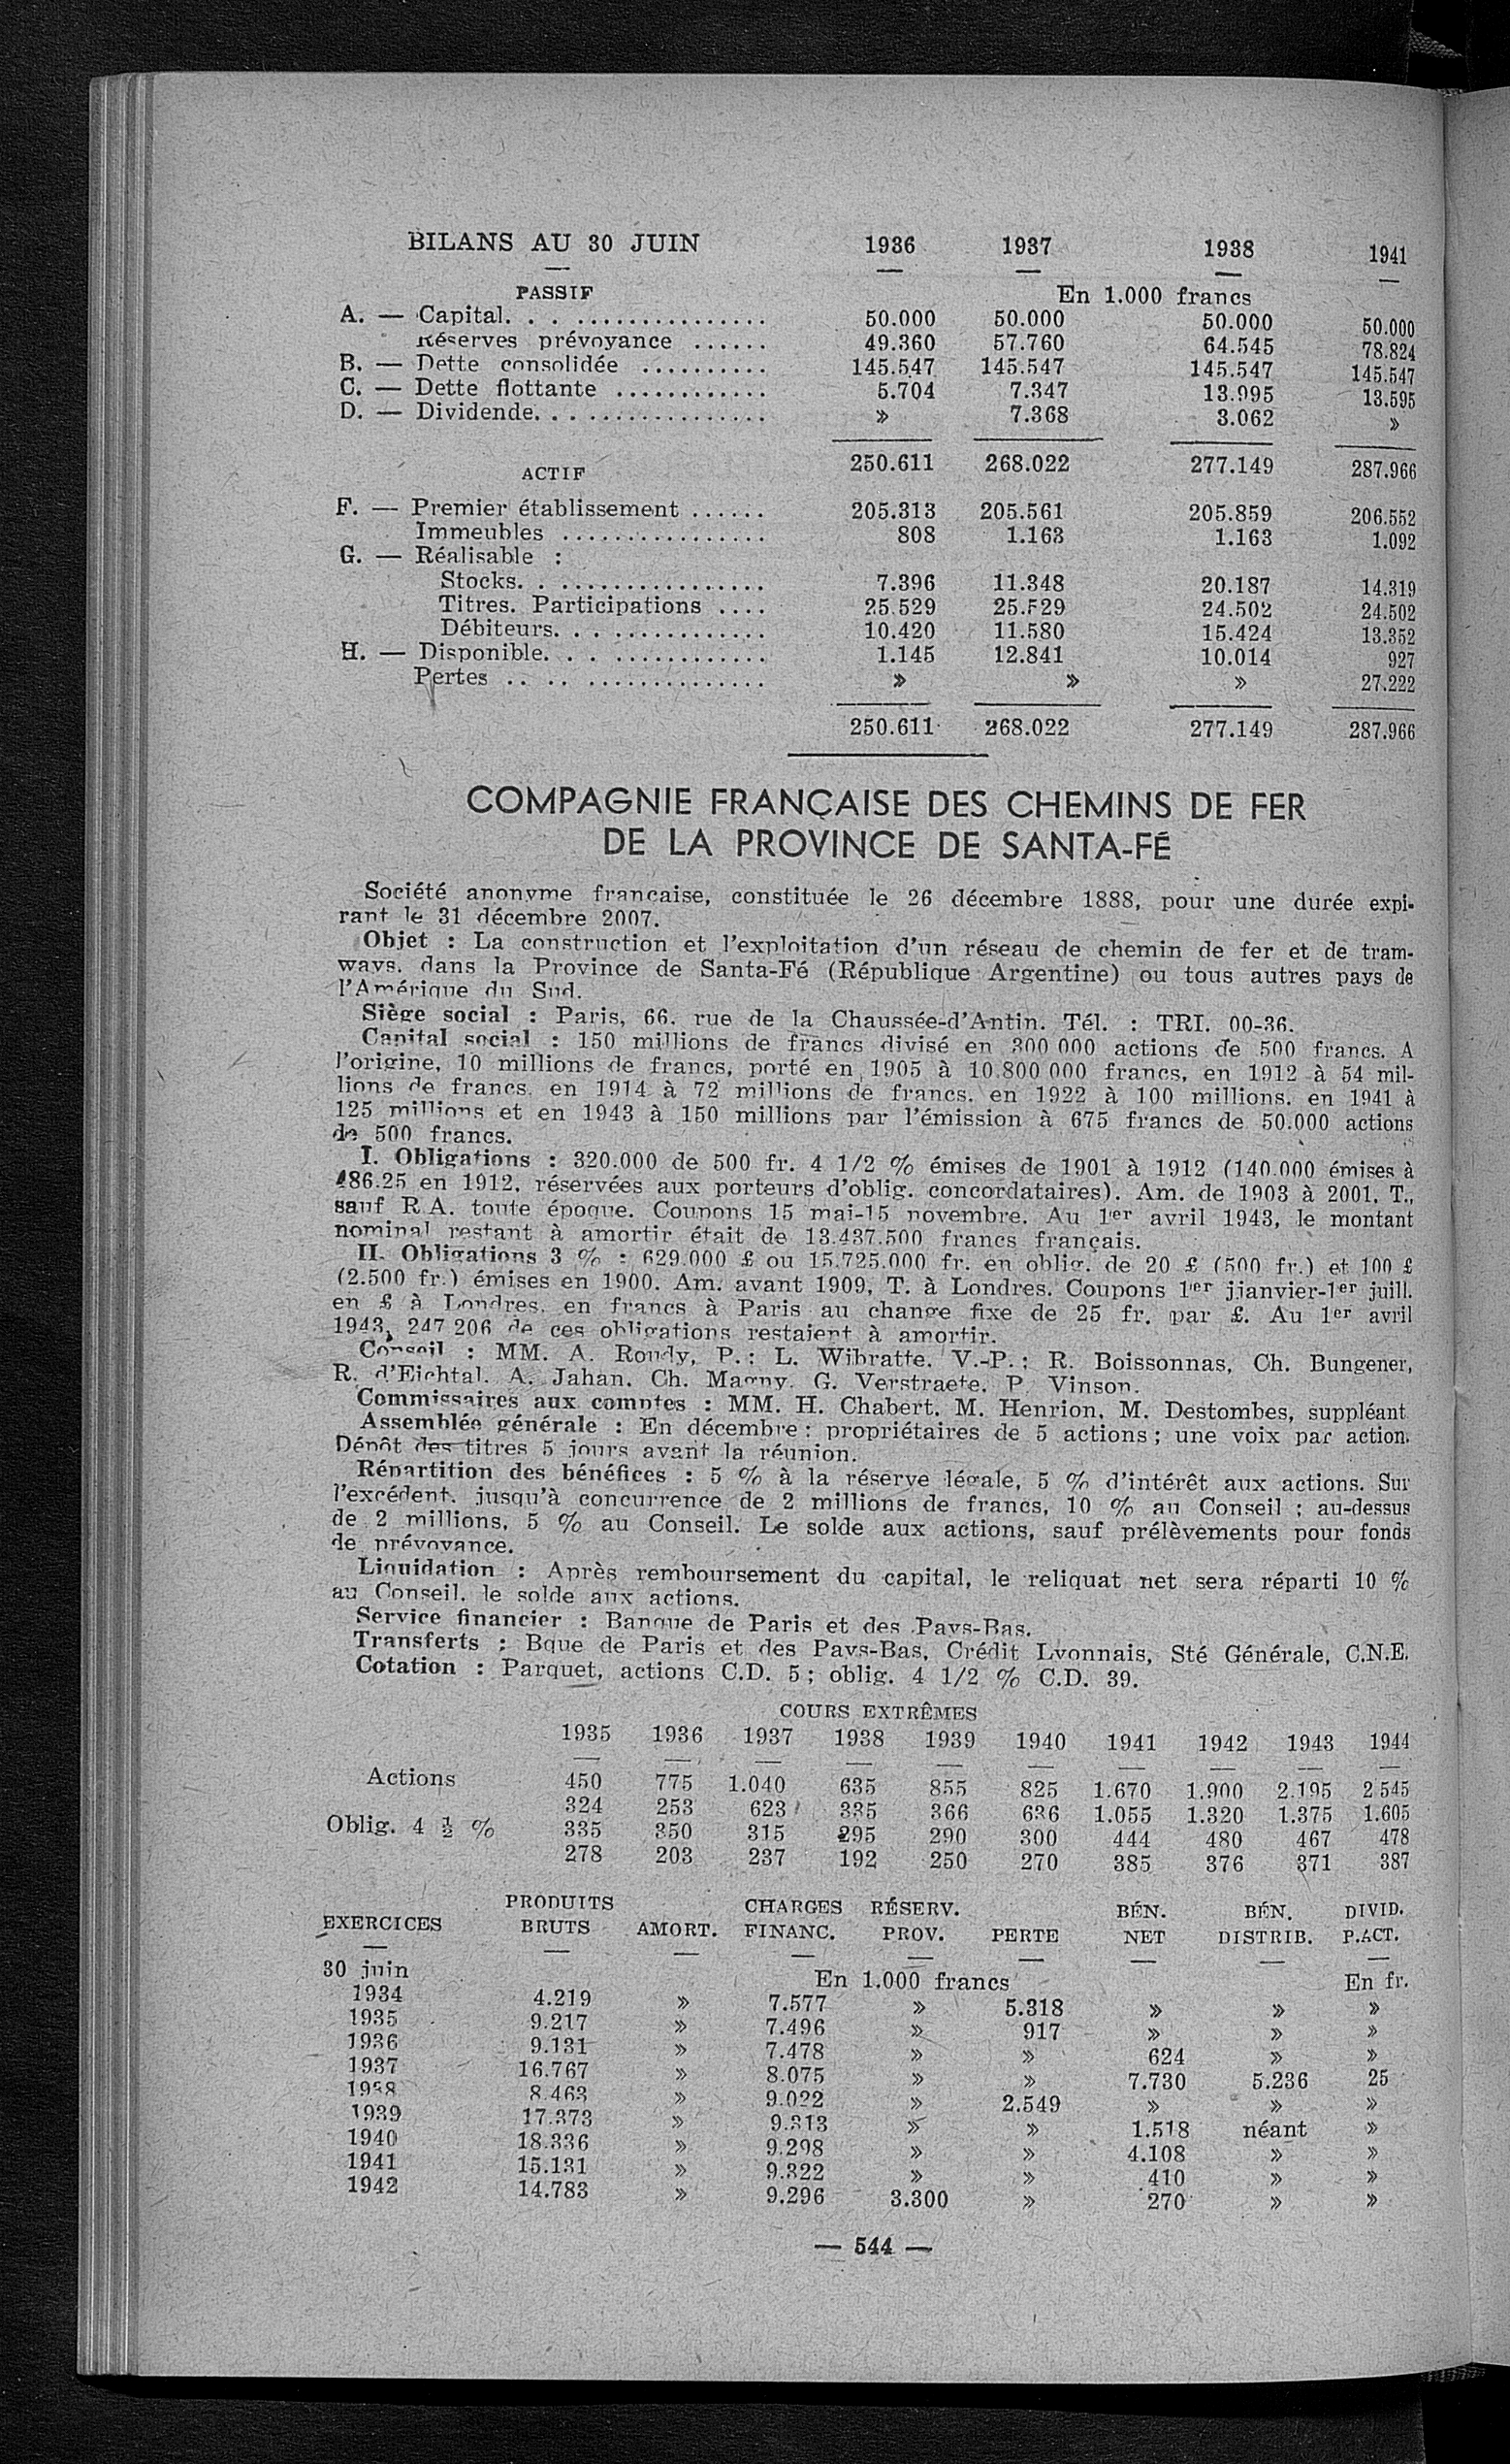 BILANS AU 30 JUIN 1936 1937 1938 1941
PASSIF En 1.000 francs
A. — Capital. . . ................ 50.000 50.000 50.000 50.000
Réserves prévoyance ...... 49.360 57.760 64.545 78.824
B. — Dette consolidée .......... 145.547 145.547 145.547 145.547
C. — Dette flottante ............ 5.704 7.347 13.995 13.595
D. — Dividende. . ................ » 7.368 3.062 »
250.611 268.022 277.149 287.966
ACTIF
F. — Premier établissement ...... 205.313 205.561 205.859 206.552
Immeubles ................ 808 1.163 1.163 1.092
G. — Réalisable :
Stocks. . ................. 7.396 11.348 20.187 14.319
Titres. Participations .... 25.529 25.529 24.502 24.502
Débiteurs. . ............... 10.420 11.580 15.424 13.352
H. — Disponible. . . ............ 1.145 12.841 10.014 927
Pertes .. .. ............... » » » 27.222
250.611 268.022 277.149 287.966
COMPAGNIE FRANÇAISE DES CHEMINS DE FER
DE LA PROVINCE DE SANTA-FÉ
Société anonyme française, constituée le 26 décembre 1888, pour une durée expi-
rant le 31 décembre 2007.
Objet : La construction et l'exploitation d'un réseau de chemin de fer et de tram-
ways. dans la Province de Santa-Fé (République Argentine) ou tous autres pays de
l'Amérique du Sud.
Siège social : Paris, 66. rue de la Chaussée-d'Antin. Tél. : TRI. 00-36.
Capital social : 150 millions de francs divisé en 300 000 actions de 500 francs. A
l'origine, 10 millions de francs, porté en 1905 à 10.800 000 francs, en 1912 à 54 mil-
lions de francs. en 1914 à 72 millions de francs. en 1922 à 100 millions. en 1941 à
125 millions et en 1943 à 150 millions par l'émission à 675 francs de 50.000 actions
de 500 francs.
I. Obligations : 320.000 de 500 fr. 4 1/2 % émises de 1901 à 1912 (140.000 émises à
486.25 en 1912. réservées aux porteurs d'oblig. concordataires). Am. de 1903 à 2001. T.,
sauf R.A. toute époque. Coupons 15 mai-15 novembre. Au 1er avril 1943, le montant
nominal restant à amortir était de 13.437.500 francs français.
II. Obligations 3 % : 629.000 £ ou 15.725.000 fr. en oblig. de 20 £ (500 fr.) et 100 £
(2.500 fr.) émises en 1900. Am. avant 1909, T. à Londres. Coupons 1er jianvier-1er juill.
en £ à Londres, en francs à Paris au change fixe de 25 fr. par £. Au 1er avril
1943, 247 206 de ces obligations restaient à amortir.
Conseil : MM. A. Rondy, P. : L. Wibratte. V.-P. ; R. Boissonnas, Ch. Bungener,
R. d'Eichtal. A. Jahan. Ch. Magny. G. Verstraete. P. Vinson.
Commissaires aux comptes : MM. H. Chabert. M. Henrion, M. Destombes, suppléant
Assemblée générale : En décembre : propriétaires de 5 actions ; une voix par action.
Dépôt des titres 5 jours avant la réunion.
Répartition des bénéfices : 5 % à la réserve légale, 5 % d'intérêt aux actions. Sur
l'excédent. jusqu'à concurrence de 2 millions de francs, 10 % au Conseil ; au-dessus
de 2 millions, 5 % au Conseil. Le solde aux actions, sauf prélèvements pour fonds
de prévoyance.
Liquidation : Après remboursement du capital, le reliquat net sera réparti 10 %
au Conseil. le solde aux actions.
Service financier : Banque de Paris et des Pays-Bas.
Transferts : Bque de Paris et des Pays-Bas, Crédit Lyonnais, Sté Générale, C.N.E.
Cotation : Parquet, actions C.D. 5 ; oblig. 4 1/2 % C.D. 39.
COURS EXTRÊMES
1935 1936 1937 1938 1939 1940 1941 1942 1943 1944
Actions 450 775 1.040 635 855 825 1.670 1.900 2.195 2 545
324 253 623 335 366 636 1.055 1.320 1.375 1.605
Oblig. 4 ½ % 335 350 315 295 290 300 444 480 467 478
278 203 237 192 250 270 385 376 371 387
PRODUITS CHARGES RÉSERV. BÉN. BÉN. DIVID.
EXERCICES BRUTS AMORT. FINANC. PROV. PERTE NET DISTRIB. P.ACT.
30 juin En 1.000 francs En fr.
1934 4.219 » 7.577 » 5.318 » » »
1935 9.217 » 7.496 » 917 » » »
1936 9.131 » 7.478 » » 624 » »
1937 16.767 » 8.075 » » 7.730 5.236 25
1938 8.463 » 9.022 » 2.549 » » »
1939 17.373 » 9.313 » » 1.518 néant »
1940 18.336 » 9.298 » » 4.108 » »
1941 15.131 » 9.322 » » 410 » »
1942 14.783 » 9.296 3.300 » 270 » »
— 544 —